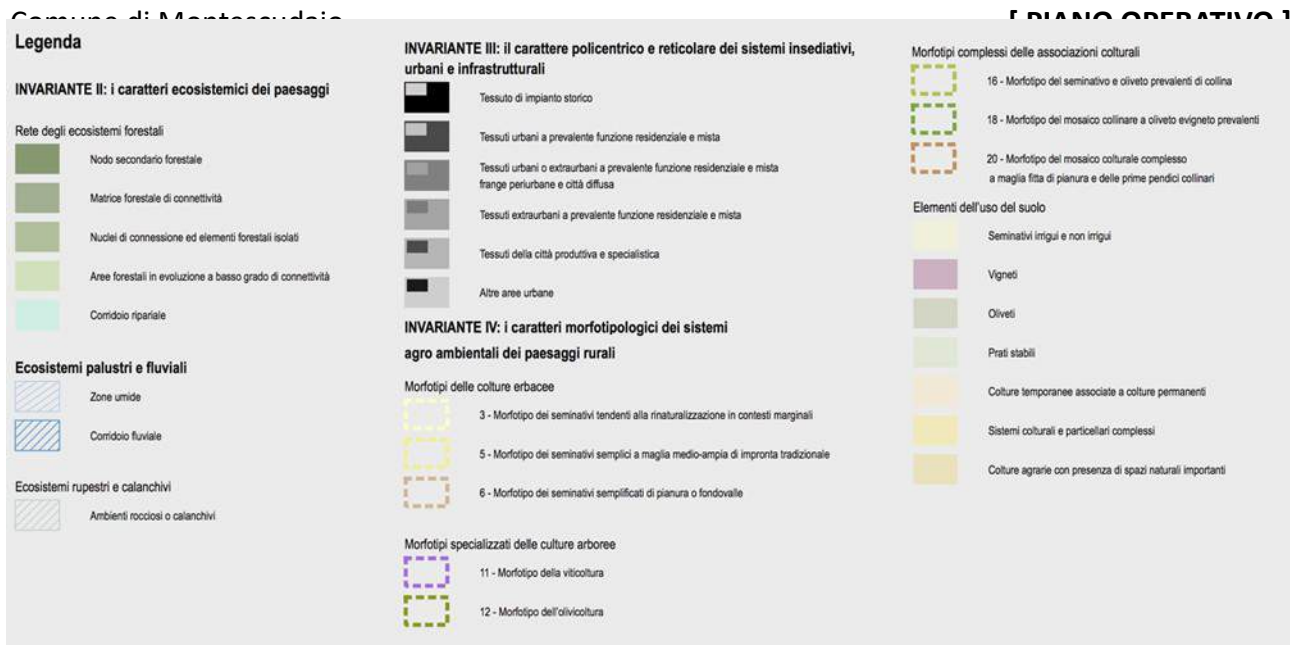 Comune di Montescudaio
[ PIANO OPERATIVO ]
Legenda
INVARIANTE II: i caratteri ecosistemici dei paesaggi
Rete degli ecosistemi forestali
Nodo secondario forestale
Matrice forestale di connettività
Nuclei di connessione ed elementi forestali isolati
Aree forestali in evoluzione a basso grado di connettività
Corridoio ripariale
Ecosistemi palustri e fluviali
Zone umide
Corridoio fluviale
Ecosistemi rupestri e calanchivi
Ambienti rocciosi o calanchivi
INVARIANTE III: il carattere policentrico e reticolare dei sistemi insediativi,
urbani e infrastrutturali
Tessuto di impianto storico
Tessuti urbani a prevalente funzione residenziale e mista
Tessuti urbani o extraurbani a prevalente funzione residenziale e mista
frange periurbane e città diffusa
Tessuti extraurbani a prevalente funzione residenziale e mista
Tessuti della città produttiva e specialistica
Altre aree urbane
INVARIANTE IV: i caratteri morfotipologici dei sistemi
agro ambientali dei paesaggi rurali
Morfotipi delle colture erbacee
3 - Morfotipo dei seminativi tendenti alla rinaturalizzazione in contesti marginali
5 - Morfotipo dei seminativi semplici a maglia medio-ampia di impronta tradizionale
6 - Morfotipo dei seminativi semplificati di pianura o fondovalle
Morfotipi specializzati delle culture arboree
11 - Morfotipo della viticoltura
12 - Morfotipo dell'olivicoltura
Morfotipi complessi delle associazioni colturali
16 - Morfotipo del seminativo e oliveto prevalenti di collina
18 - Morfotipo del mosaico collinare a oliveto evigneto prevalenti
20 - Morfotipo del mosaico colturale complesso
a maglia fitta di pianura e delle prime pendici collinari
Elementi dell'uso del suolo
Seminativi irrigui e non irrigui
Vigneti
Oliveti
Prati stabili
Colture temporanee associate a colture permanenti
Sistemi colturali e particellari complessi
Colture agrarie con presenza di spazi naturali importanti